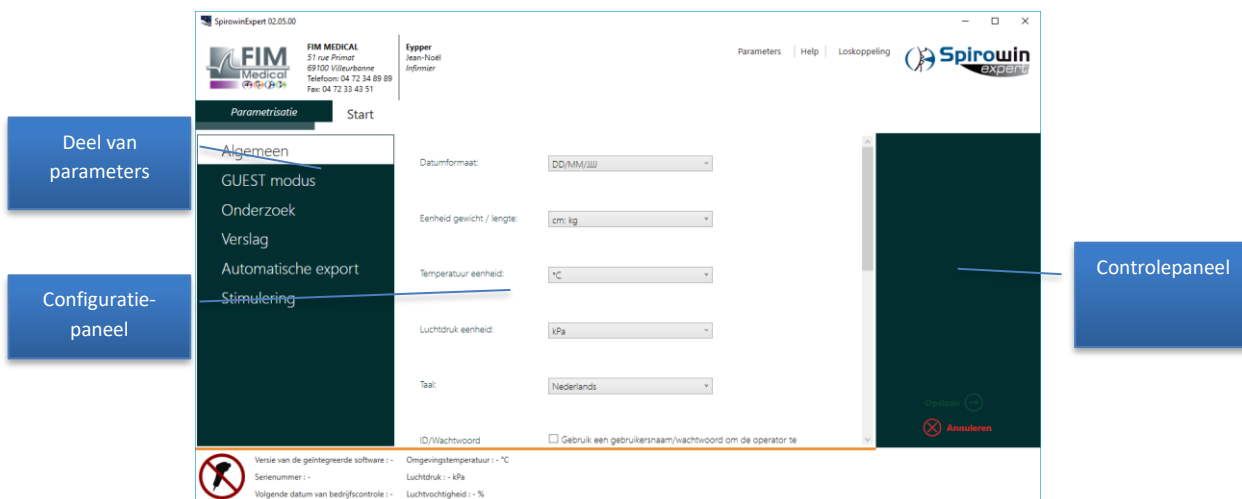 SpirowinExpert 02.05.00
FIM
Medical
FIM MEDICAL
51 rue Primat
69100 Villeurbanne
Telefoon: 04 72 34 89 89
Fax: 04 72 33 43 51
Eypper
Jean-Noël
Infirmier
Parameters
Help
Loskoppeling
Spirowin
expert
Parametrisatie
Start
Deel van
parameters
Configuratie-
paneel
Controlepaneel
Algemeen
GUEST modus
Onderzoek
Verslag
Automatische export
Stimulering
Datumformaat:
DD/MM/JJJJ
Eenheid gewicht / lengte:
cm: kg
Temperatuur eenheid:
°C
Luchtdruk eenheid:
kPa
Taal:
Nederlands
ID/Wachtwoord
Gebruik een gebruikersnaam/wachtwoord om de operator te
Opslaan
Annuleren
Versie van de geïntegreerde software : -
Serienummer : -
Volgende datum van bedrijfscontrole : -
Omgevingstemperatuur : - °C
Luchtdruk : - kPa
Luchtvochtigheid : - %